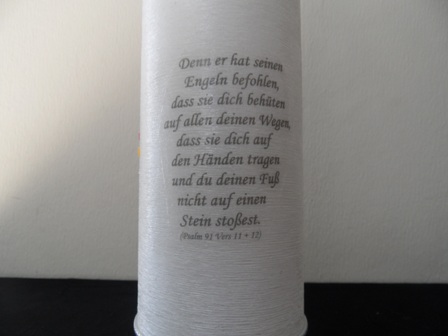 Denn er hat seinen
Engeln befohlen,
dass sie dich behüten
auf allen deinen Wegen,
dass sie dich auf
den Händen tragen
und du deinen Fuß
nicht auf einen
Stein stoßest.
(Psalm 91 Vers 11 + 12)